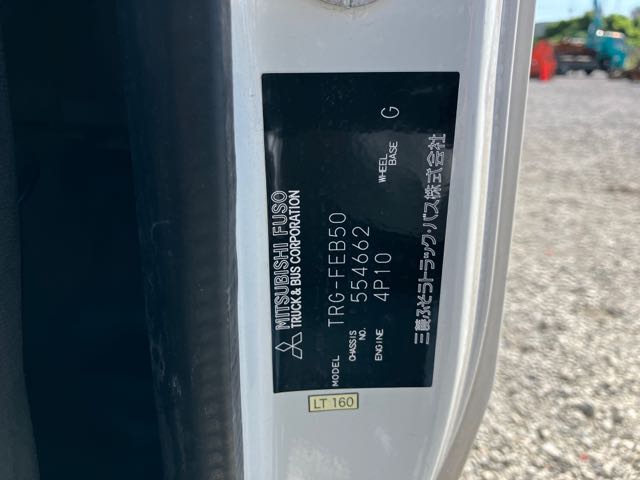 MITSUBISHI FUSO
TRUCK & BUS CORPORATION
MODEL TRG-FEB50
CHASSIS NO. 554662
ENGINE 4P10 WHEEL BASE G
三菱ふそうトラック・バス株式会社
LT 160